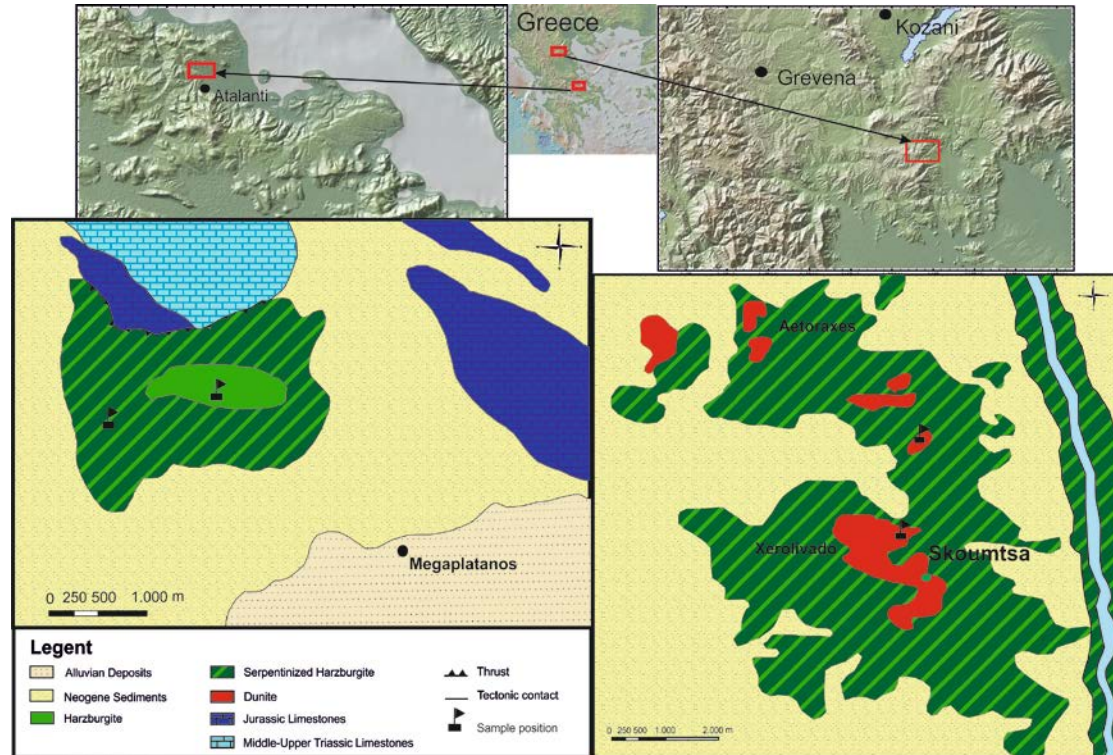 Greece
Kozani
Grevena
Atalanti
Megaplatanos
0 250 500 1.000 m
Aetoraxes
Xerolivado
Skoumtsa
0 250 500 1.000 2.000 m
Legent
Alluvian Deposits
Neogene Sediments
Harzburgite
Serpentinized Harzburgite
Dunite
Jurassic Limestones
Middle-Upper Triassic Limestones
Thrust
Tectonic contact
Sample position